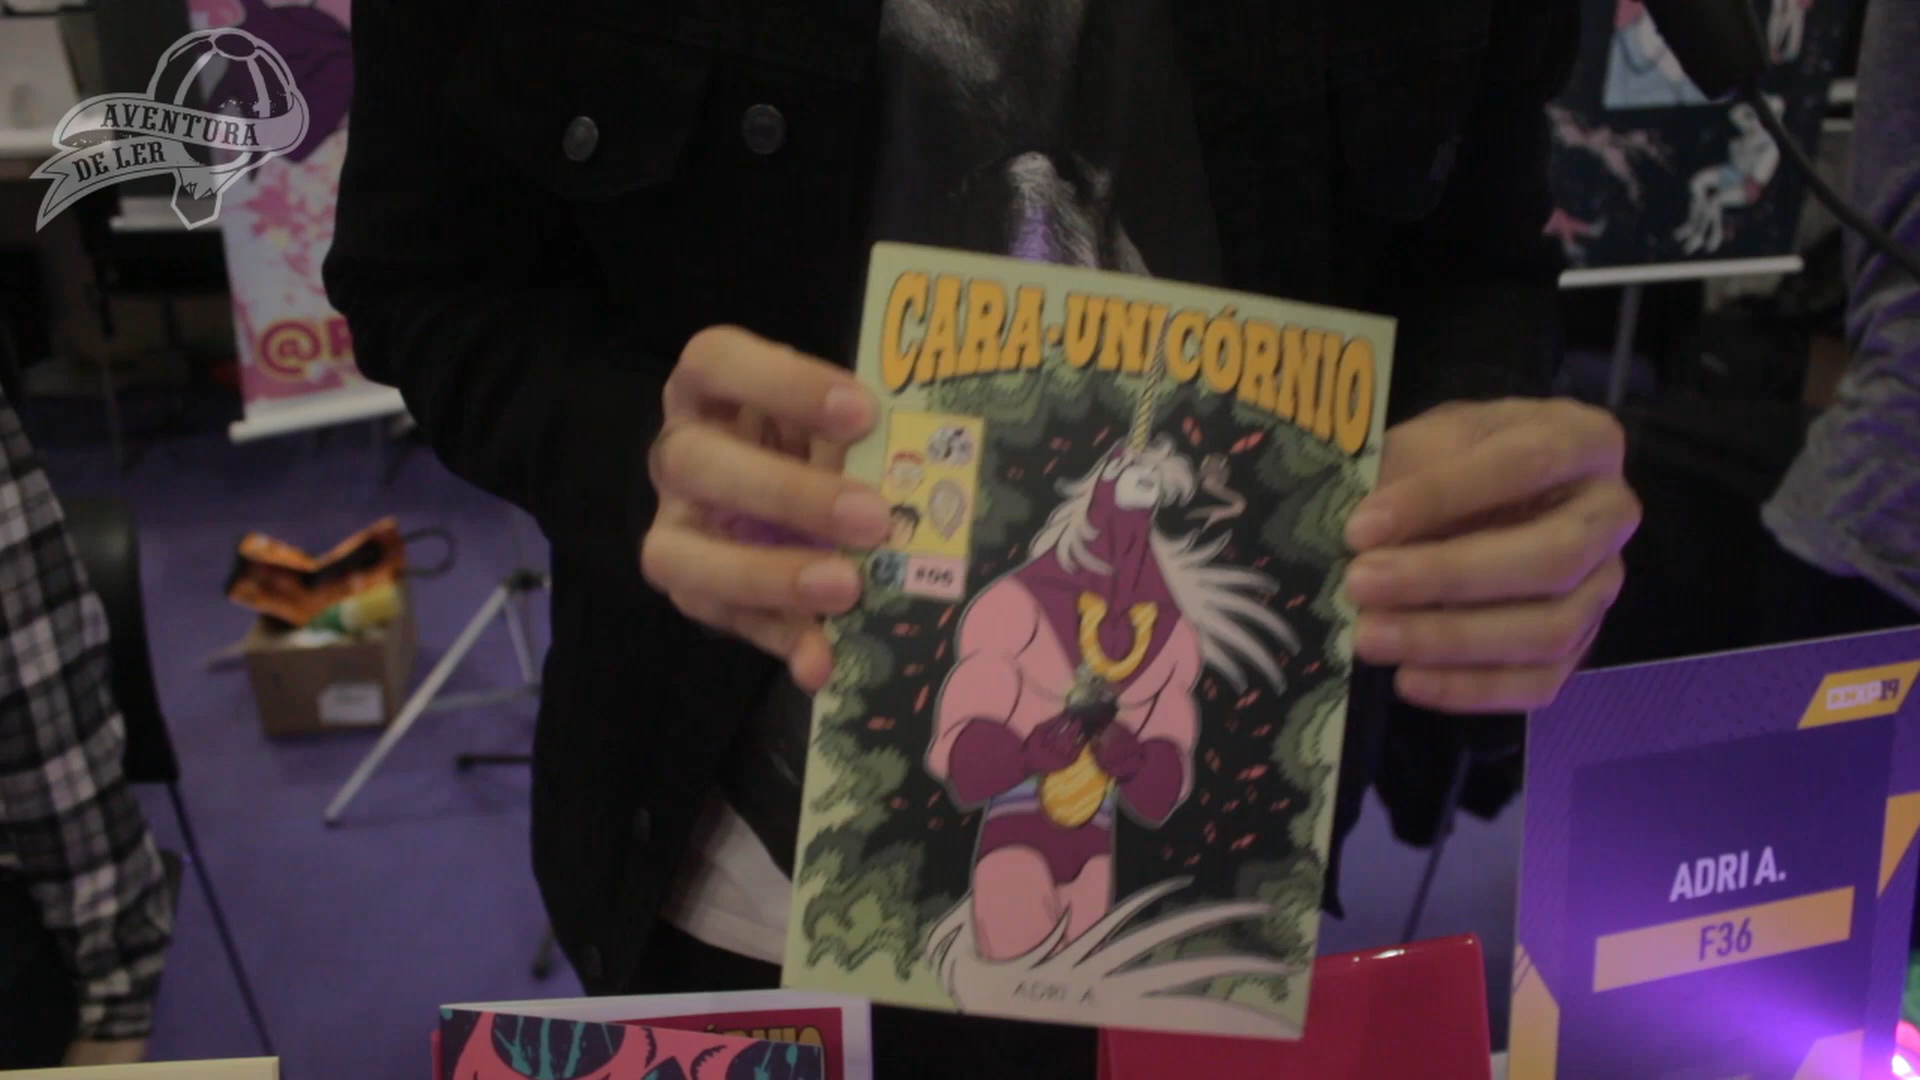 AVENTURA
DE LER
CARA-UNICÓRNIO
#06
ADRI A
CCXP19
ADRI A.
F36